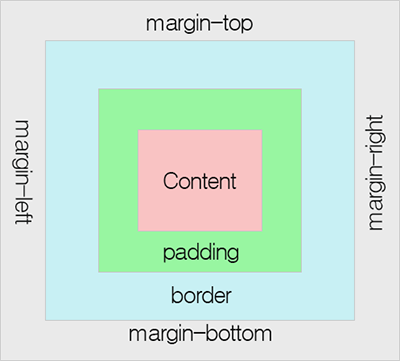 margin-top
margin-left
margin-right
Content
padding
border
margin-bottom